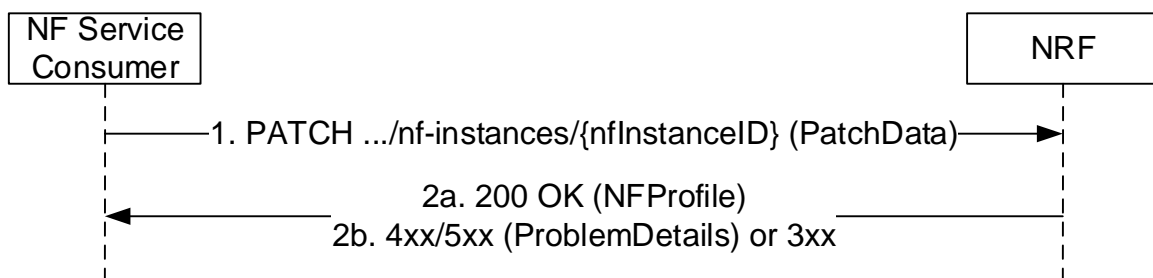 NF Service
Consumer
NRF
1. PATCH .../nf-instances/{nfInstanceID} (PatchData)
2a. 200 OK (NFProfile)
2b. 4xx/5xx (ProblemDetails) or 3xx